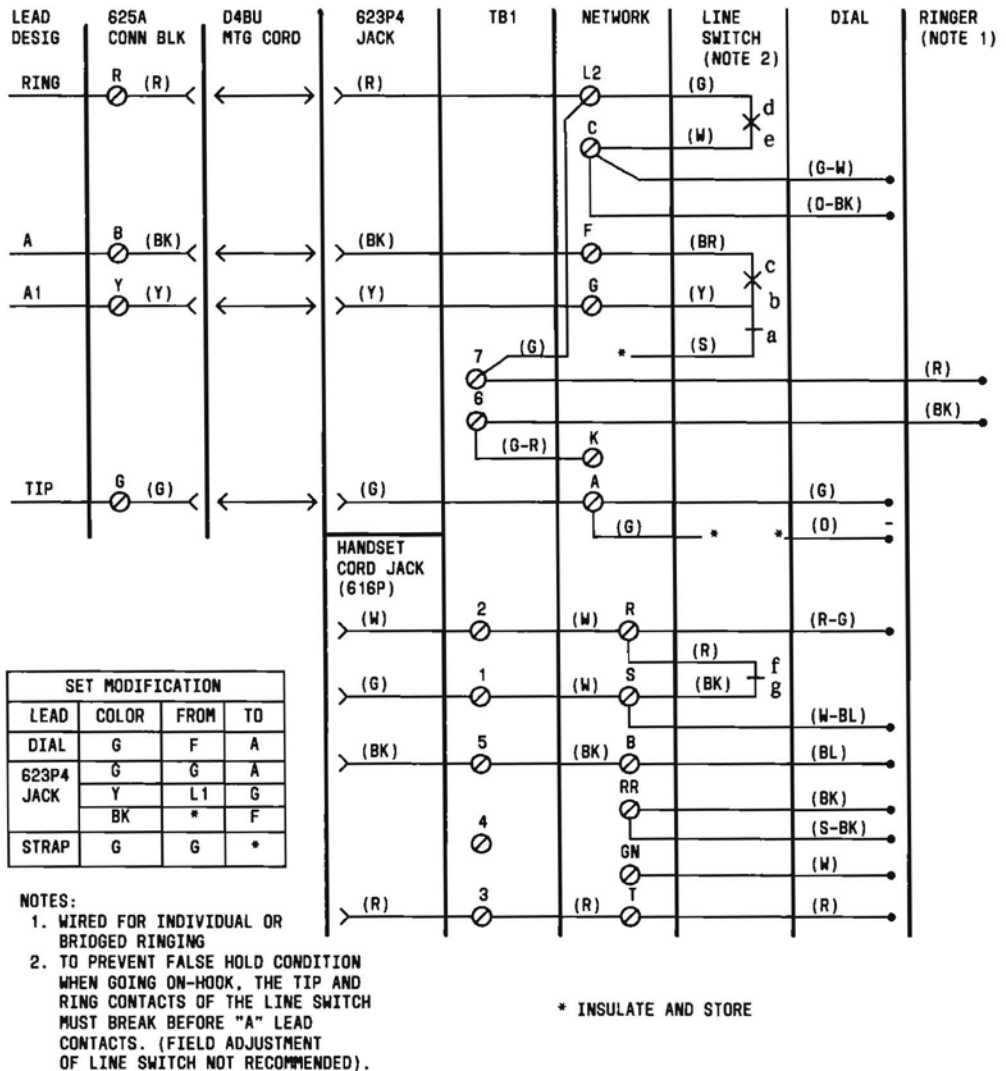 LEAD DESIG
625A CONN BLK
D4BU MTG CORD
623P4 JACK
TB1
NETWORK
LINE SWITCH (NOTE 2)
DIAL
RINGER (NOTE 1)
RING R (R) (R) L2 (G) d
C (W) e
(G-W)
(O-BK)
A B (BK) (BK) F (BR) c
A1 Y (Y) (Y) G (Y) b
a
7 (G) * (S)
(R)
6 (BK)
(G-R) K
TIP G (G) (G) A (G)
(G) * * (O) -
HANDSET CORD JACK (616P)
(W) 2 (W) R (R-G)
(R) f
(G) 1 (W) S (BK) g
(W-BL)
(BK) 5 (BK) B (BL)
RR (BK)
4 (S-BK)
GN (W)
(R) 3 (R) T (R)
SET MODIFICATION
LEAD COLOR FROM TO
DIAL G F A
623P4 JACK G G A
Y L1 G
BK * F
STRAP G G *
NOTES:
1. WIRED FOR INDIVIDUAL OR
BRIDGED RINGING
2. TO PREVENT FALSE HOLD CONDITION
WHEN GOING ON-HOOK, THE TIP AND
RING CONTACTS OF THE LINE SWITCH
MUST BREAK BEFORE "A" LEAD
CONTACTS. (FIELD ADJUSTMENT
OF LINE SWITCH NOT RECOMMENDED).
* INSULATE AND STORE